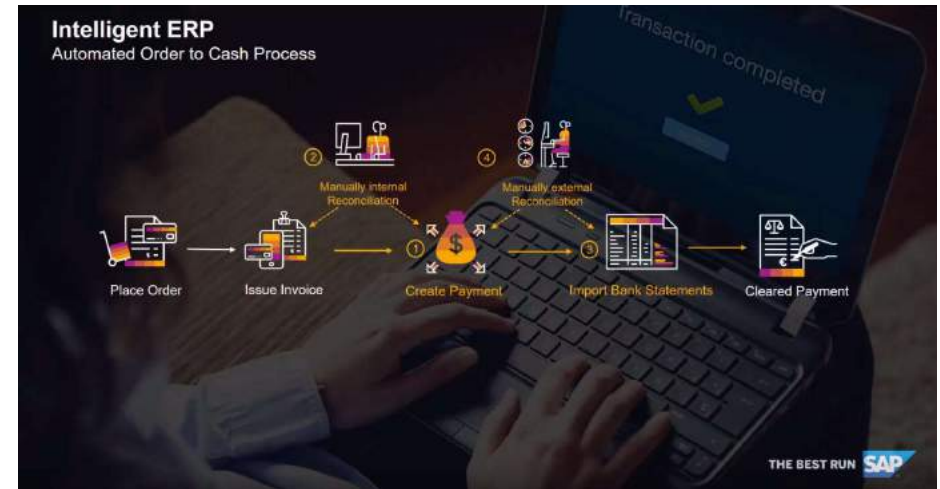 Intelligent ERP
Automated Order to Cash Process
Transaction completed
2
4
Manually internal
Reconciliation
Manually external
Reconciliation
1
$
3
€
Place Order
Issue Invoice
Create Payment
Import Bank Statements
Cleared Payment
THE BEST RUN SAP